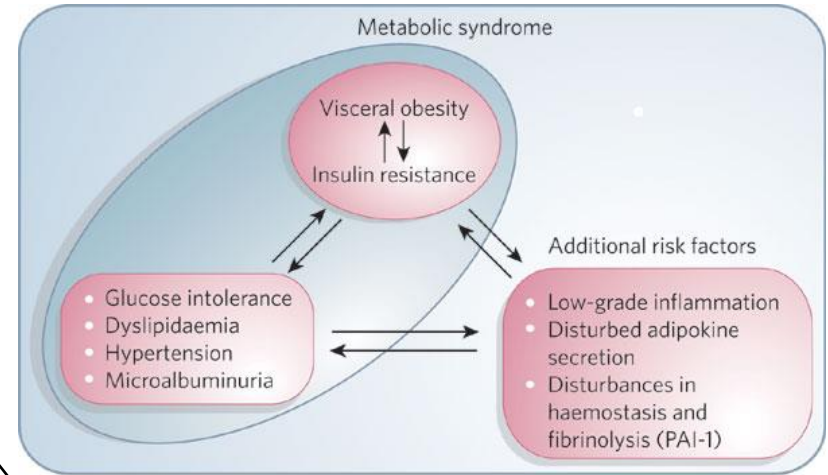 Metabolic syndrome
Visceral obesity
Insulin resistance
Additional risk factors
• Glucose intolerance
• Dyslipidaemia
• Hypertension
• Microalbuminuria
• Low-grade inflammation
• Disturbed adipokine
secretion
• Disturbances in
haemostasis and
fibrinolysis (PAI-1)